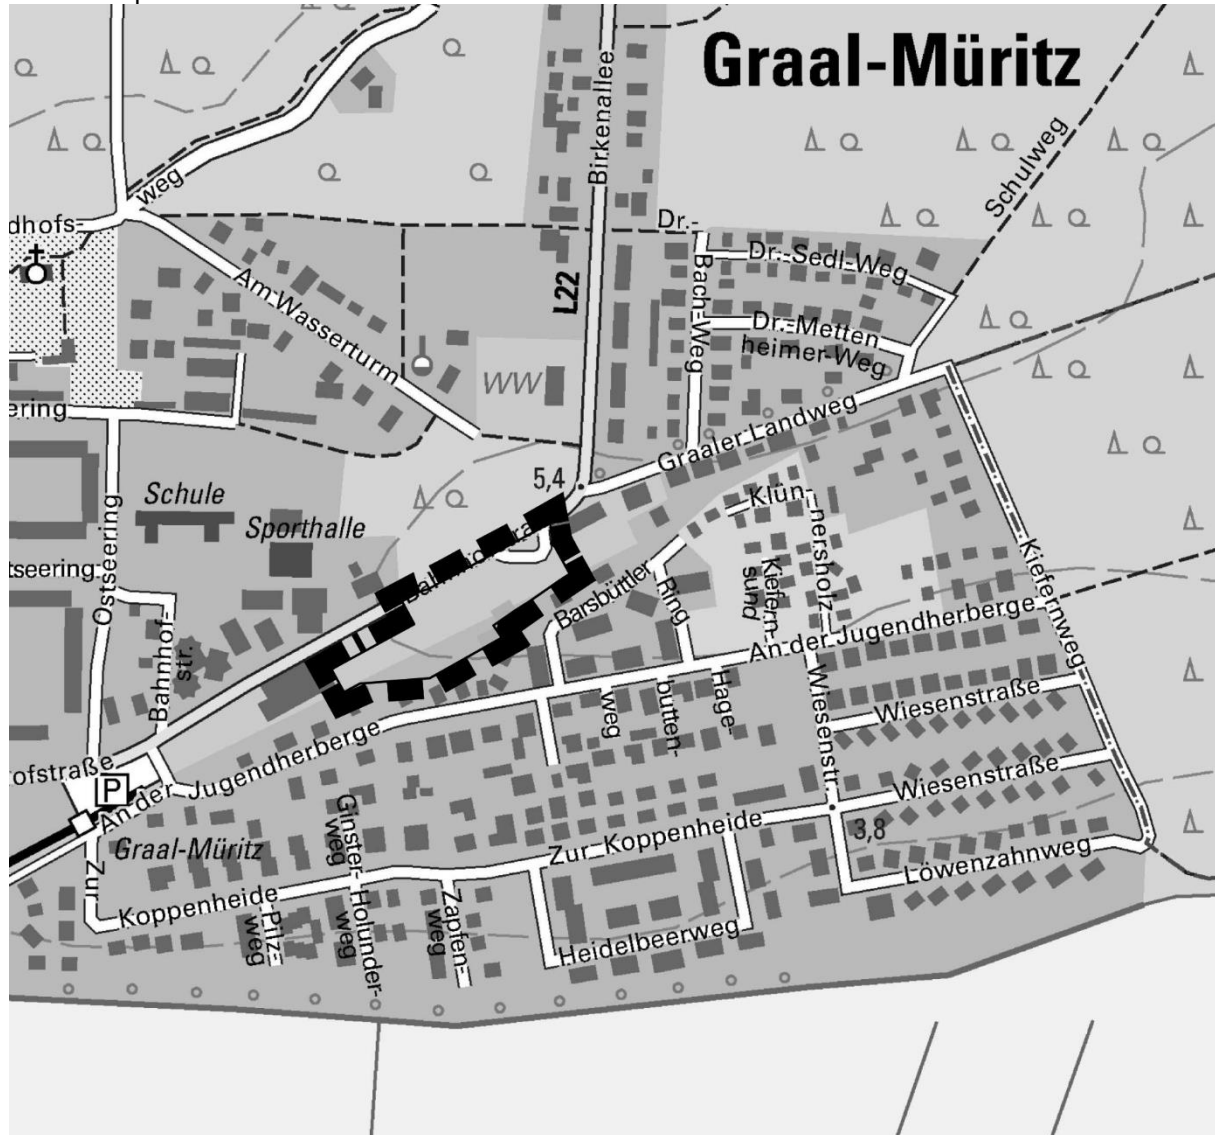 Graal-Müritz
Birkenallee
Schulweg
weg
dhofs-
Dr.-
Bach-Weg
Dr.-Sedl-Weg
L22
Am Wasserturm
Dr.-Metten
heimer-Weg
WW
ering
Graaler Landweg
5,4
Schule
Sporthalle
Klün-
nersholz
Kiefern-
sund
Kiefernweg
tseering
Ostseering
Barsbüttler
Ring
Bahnhof-
str.
An der Jugendherberge
Wiesenstr.
Hage-
butten-
weg
Wiesenstraße
ofstraße
P
An der Jugendherberge
Wiesenstraße
Ginster-
weg
Zur Koppenheide
3,8
Graal-Müritz
Löwenzahnweg
Zur
Koppenheide
Pilz-
weg
Holunder-
weg
Zapfen-
weg
Heidelbeerweg